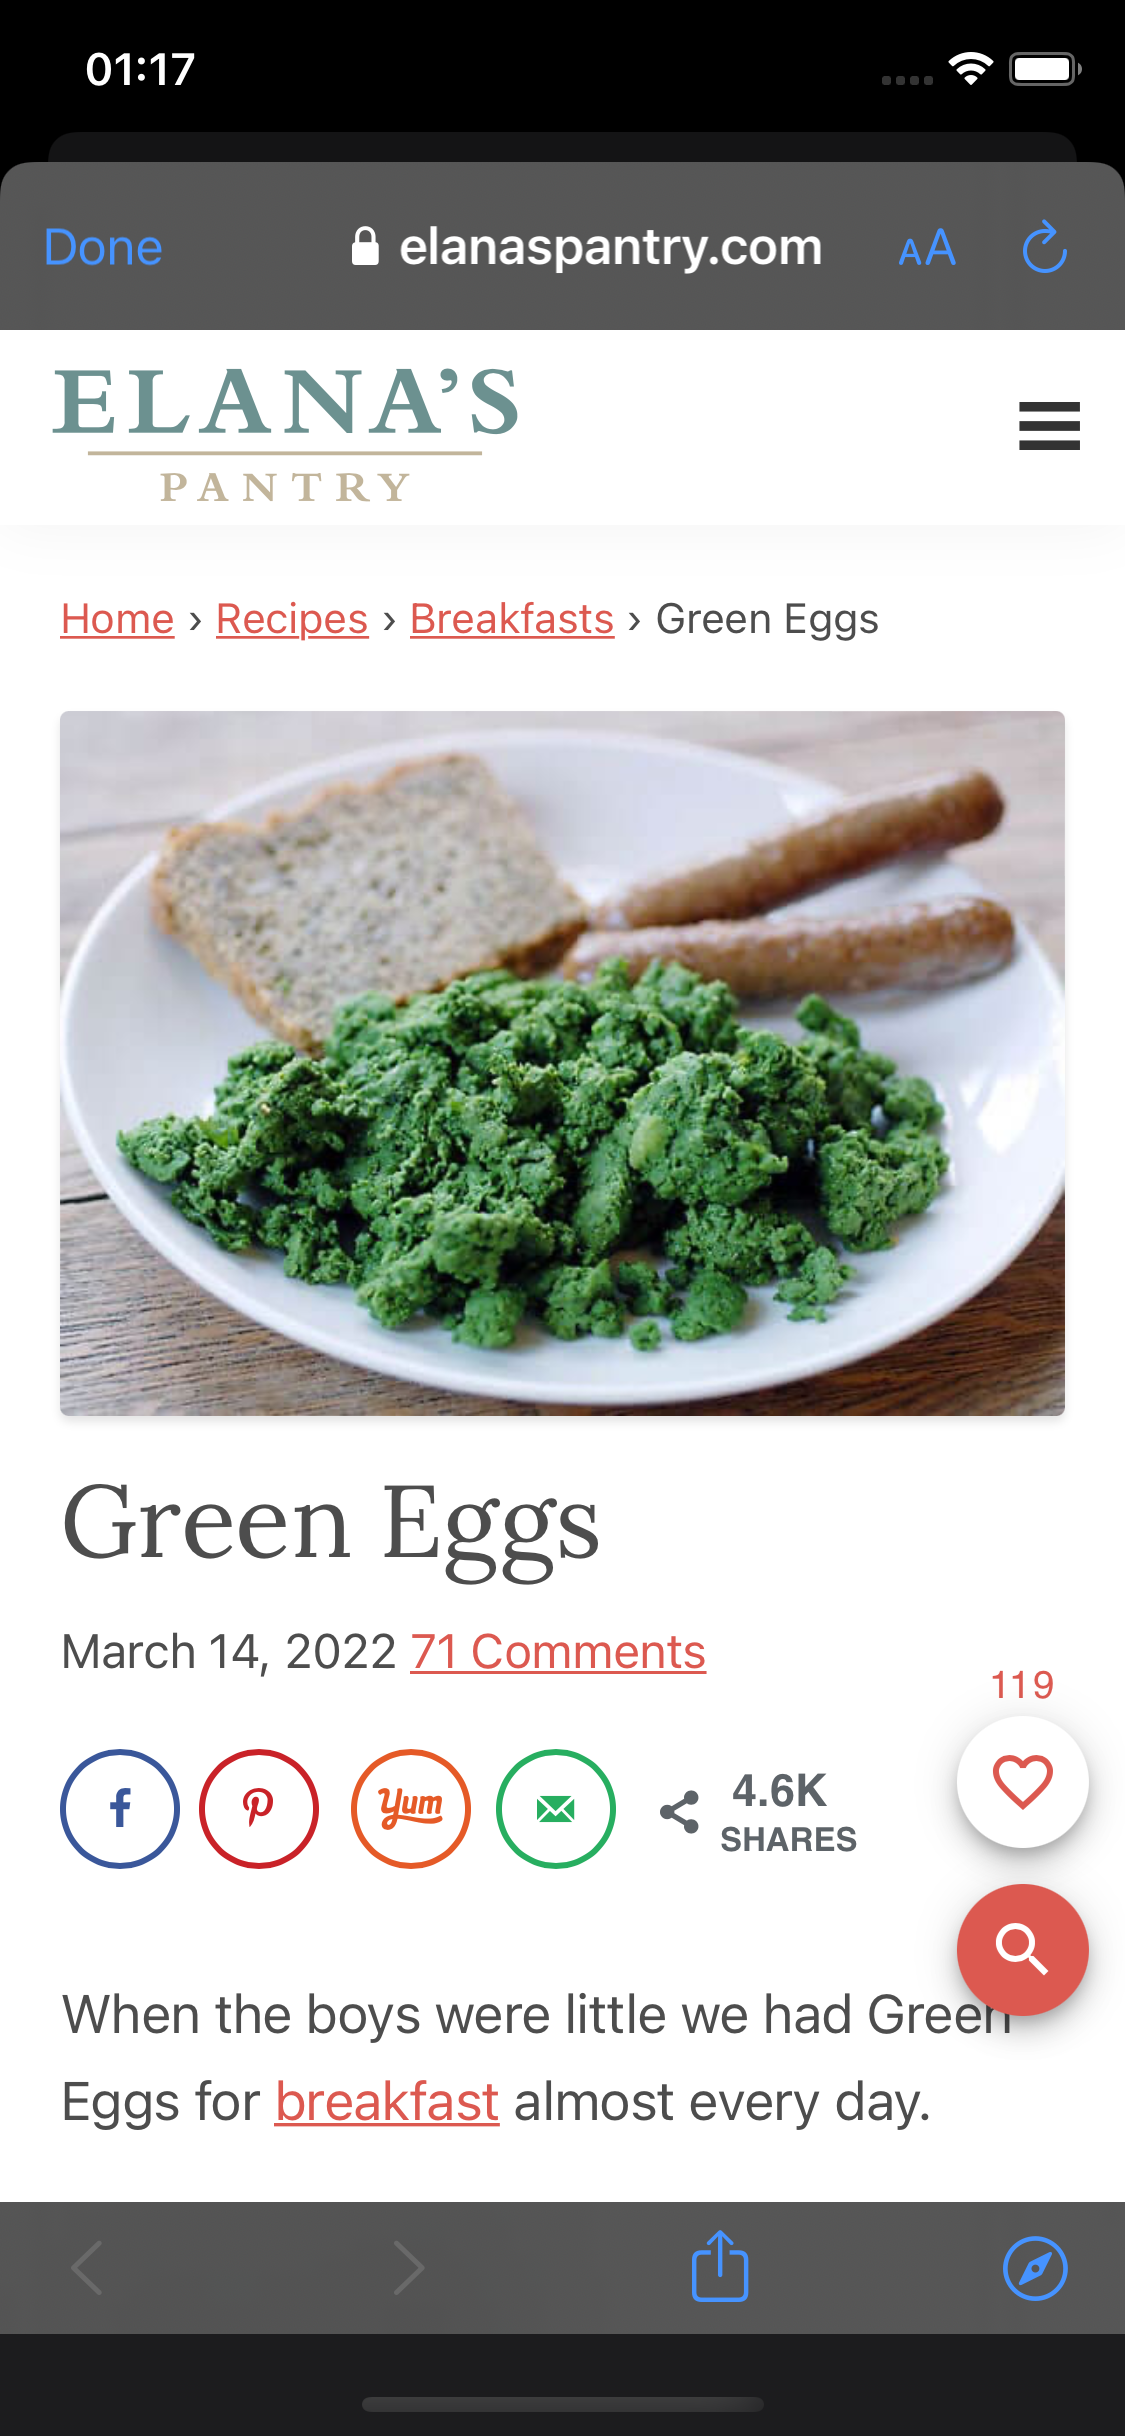 01:17
Done
elanaspantry.com
AA
ELANA'S
PANTRY
Home › Recipes › Breakfasts › Green Eggs
Green Eggs
March 14, 2022 71 Comments
119
f
Yum
4.6K
SHARES
When the boys were little we had Green
Eggs for breakfast almost every day.